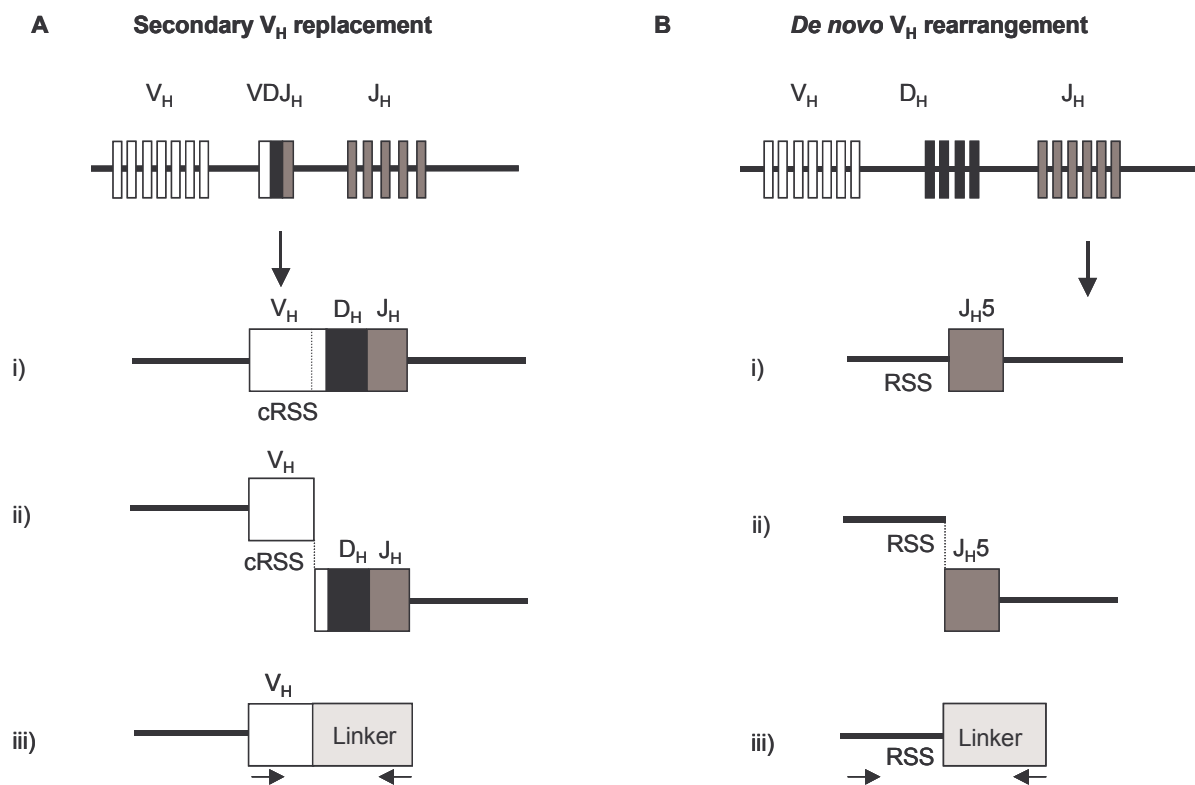 A Secondary VH replacement
VH VDJH JH
VH DH JH
i)
cRSS
VH
ii)
cRSS DH JH
VH
iii) Linker
B De novo VH rearrangement
VH DH JH
JH5
i) RSS
ii)
RSS JH5
iii) RSS Linker